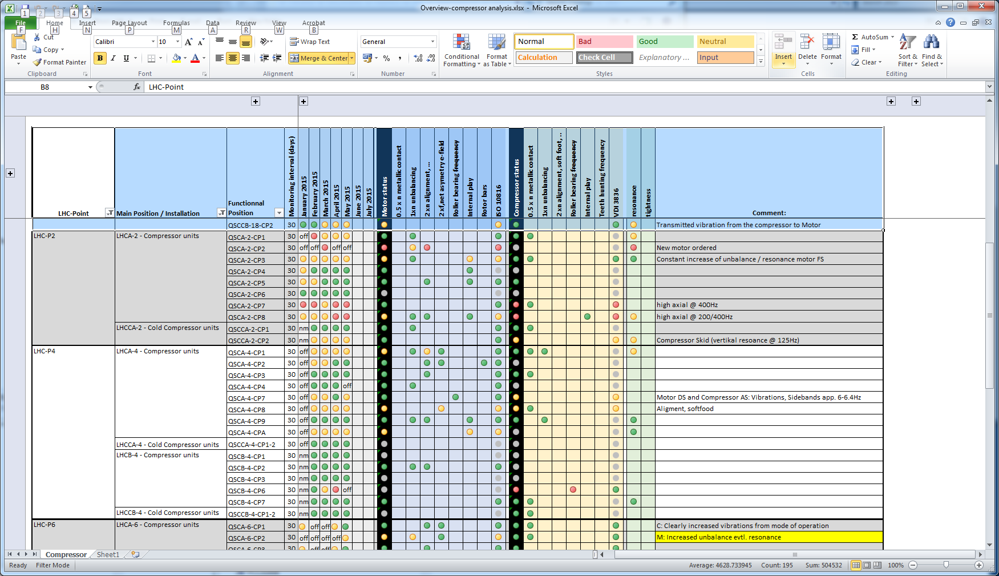 Overview-compressor analysis.xlsx - Microsoft Excel
1 2 3 4 5
File Home Insert Page Layout Formulas Data Review View Acrobat
F H N P M A R W B
Paste
Cut
Copy
Format Painter
Clipboard
Calibri 10
B I U
Font
Wrap Text
Merge & Center
Alignment
General
Number
Conditional Formatting
Format as Table
Normal Bad Good Neutral
Calculation Check Cell Explanatory ... Input
Styles
Insert Delete Format
Cells
AutoSum
Fill
Clear
Sort & Filter
Find & Select
Editing
B8 fx LHC-Point
LHC-Point Main Position / Installation Functionnal Position Monitoring interval (days) January 2015 February 2015 March 2015 April 2015 May 2015 June 2015 July 2015 Motor status 0.5 x n metallic contact 1xn unbalancing 2 xn alignment, ... 2 xf,net asymmetry e-field Roller bearing frequency Internal play Rotor bars ISO 10816 Compressor status 0.5 x n metallic contact 1xn unbalancing 2 xn alignment, soft foot, .. Roller bearing frequency Internal play Teeth hunting frequency VDI 3836 resonance tightness Comment:
QSCCB-18-CP2 30 Transmitted vibration from the compressor to Motor
LHC-P2 LHCA-2 - Compressor units QSCA-2-CP1 30 off
QSCA-2-CP2 30 off off off off New motor ordered
QSCA-2-CP3 30 Constant increase of unbalance / resonance motor FS
QSCA-2-CP4 30
QSCA-2-CP5 30
QSCA-2-CP6 30
QSCA-2-CP7 30 high axial @ 400Hz
QSCA-2-CP8 30 high axial @ 200/400Hz
LHCCA-2 - Cold Compressor units QSCCA-2-CP1 30 nm
QSCCA-2-CP2 30 nm Compressor Skid (vertikal resoance @ 125Hz)
LHC-P4 LHCA-4 - Compressor units QSCA-4-CP1 30 off
QSCA-4-CP2 30 off
QSCA-4-CP3 30 off
QSCA-4-CP4 30 off off
QSCA-4-CP7 30 off Motor DS and Compressor AS: Vibrations, Sidebands app. 6-6.4Hz
QSCA-4-CP8 30 off Aligment, softfood
QSCA-4-CP9 30 off
QSCA-4-CPA 30 off
LHCCA-4 - Cold Compressor units QSCCA-4-CP1-2 30 off
LHCB-4 - Compressor units QSCB-4-CP1 30 nm
QSCB-4-CP2 30 nm
QSCB-4-CP3 30 nm
QSCB-4-CP6 30 nm off
QSCB-4-CP7 30 nm
LHCCB-4 - Cold Compressor units QSCCB-4-CP1-2 30 nm
LHC-P6 LHCA-6 - Compressor units QSCA-6-CP1 30 off off C: Clearly increased vibrations from mode of operation
QSCA-6-CP2 30 off off off off M: Increased unbalance evtl. resonance
QSCA-6-CP3 30 off off
Compressor Sheet1
Ready Filter Mode Average: 4628.733945 Count: 195 Sum: 504532 100%